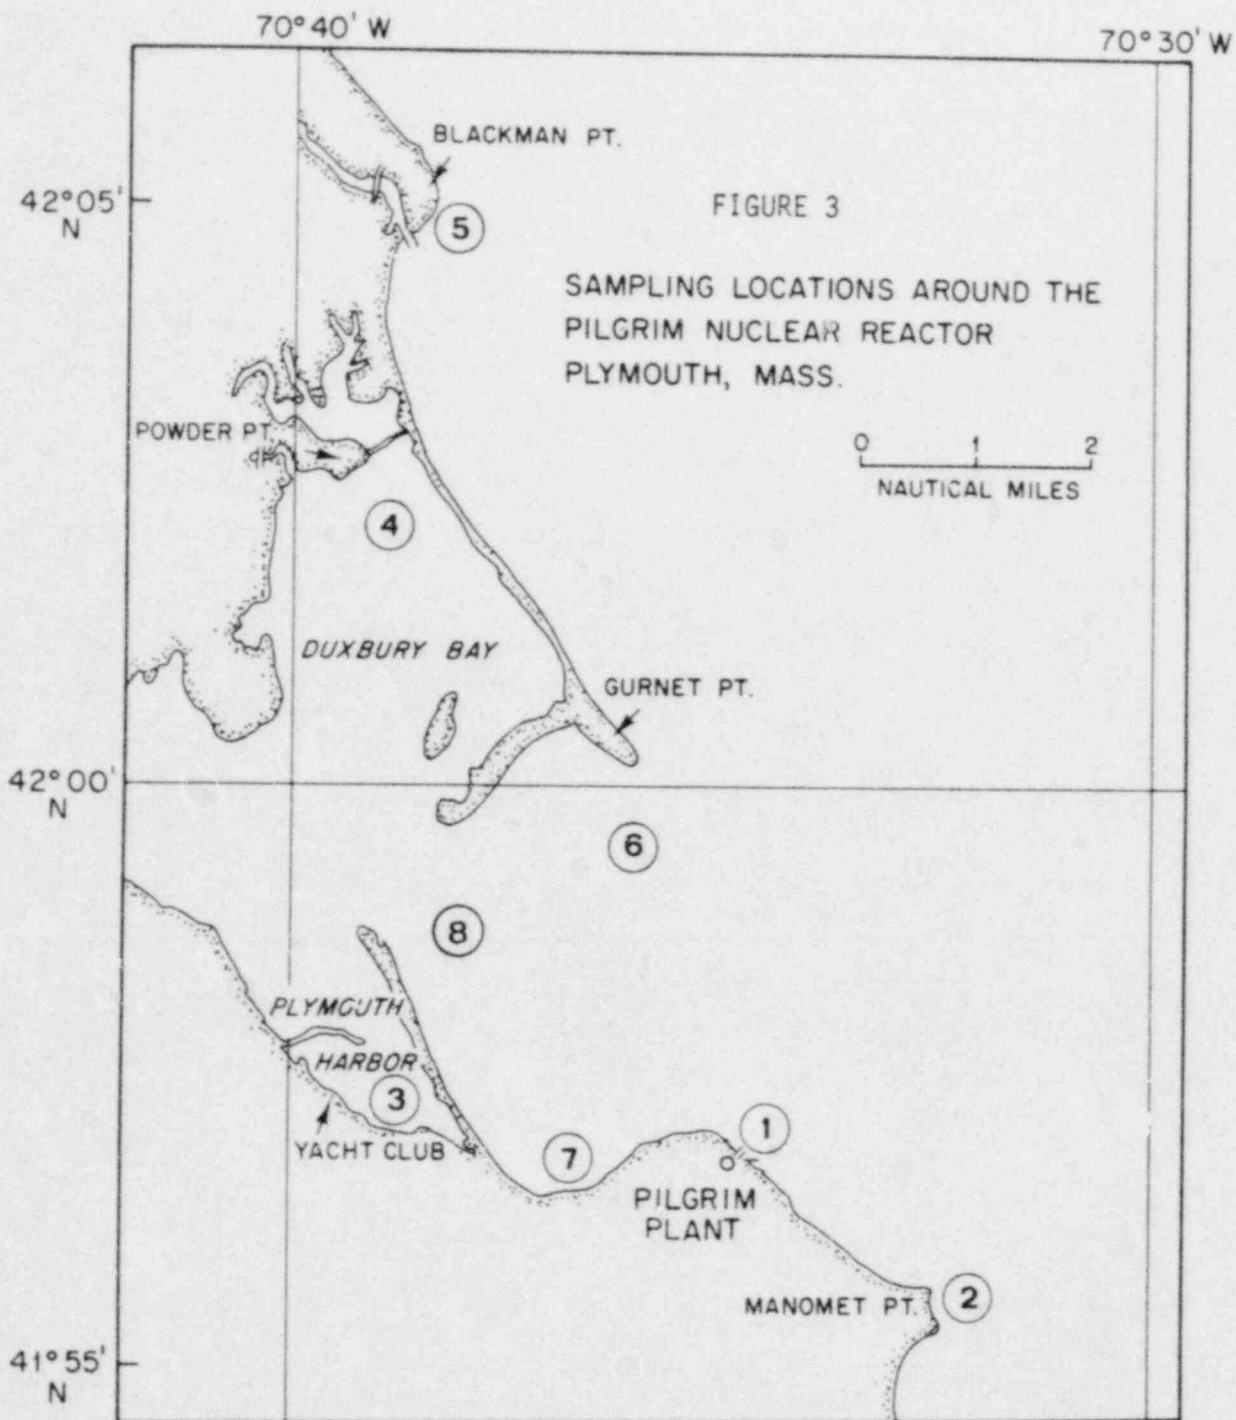 70°40' W
70°30' W
BLACKMAN PT.
42°05'
N
5
FIGURE 3
SAMPLING LOCATIONS AROUND THE
PILGRIM NUCLEAR REACTOR
PLYMOUTH, MASS.
0 1 2
NAUTICAL MILES
POWDER PT.
4
DUXBURY BAY
GURNET PT.
42°00'
N
6
8
PLYMOUTH
HARBOR
3
YACHT CLUB
7
1
PILGRIM
PLANT
MANOMET PT.
2
41°55'
N